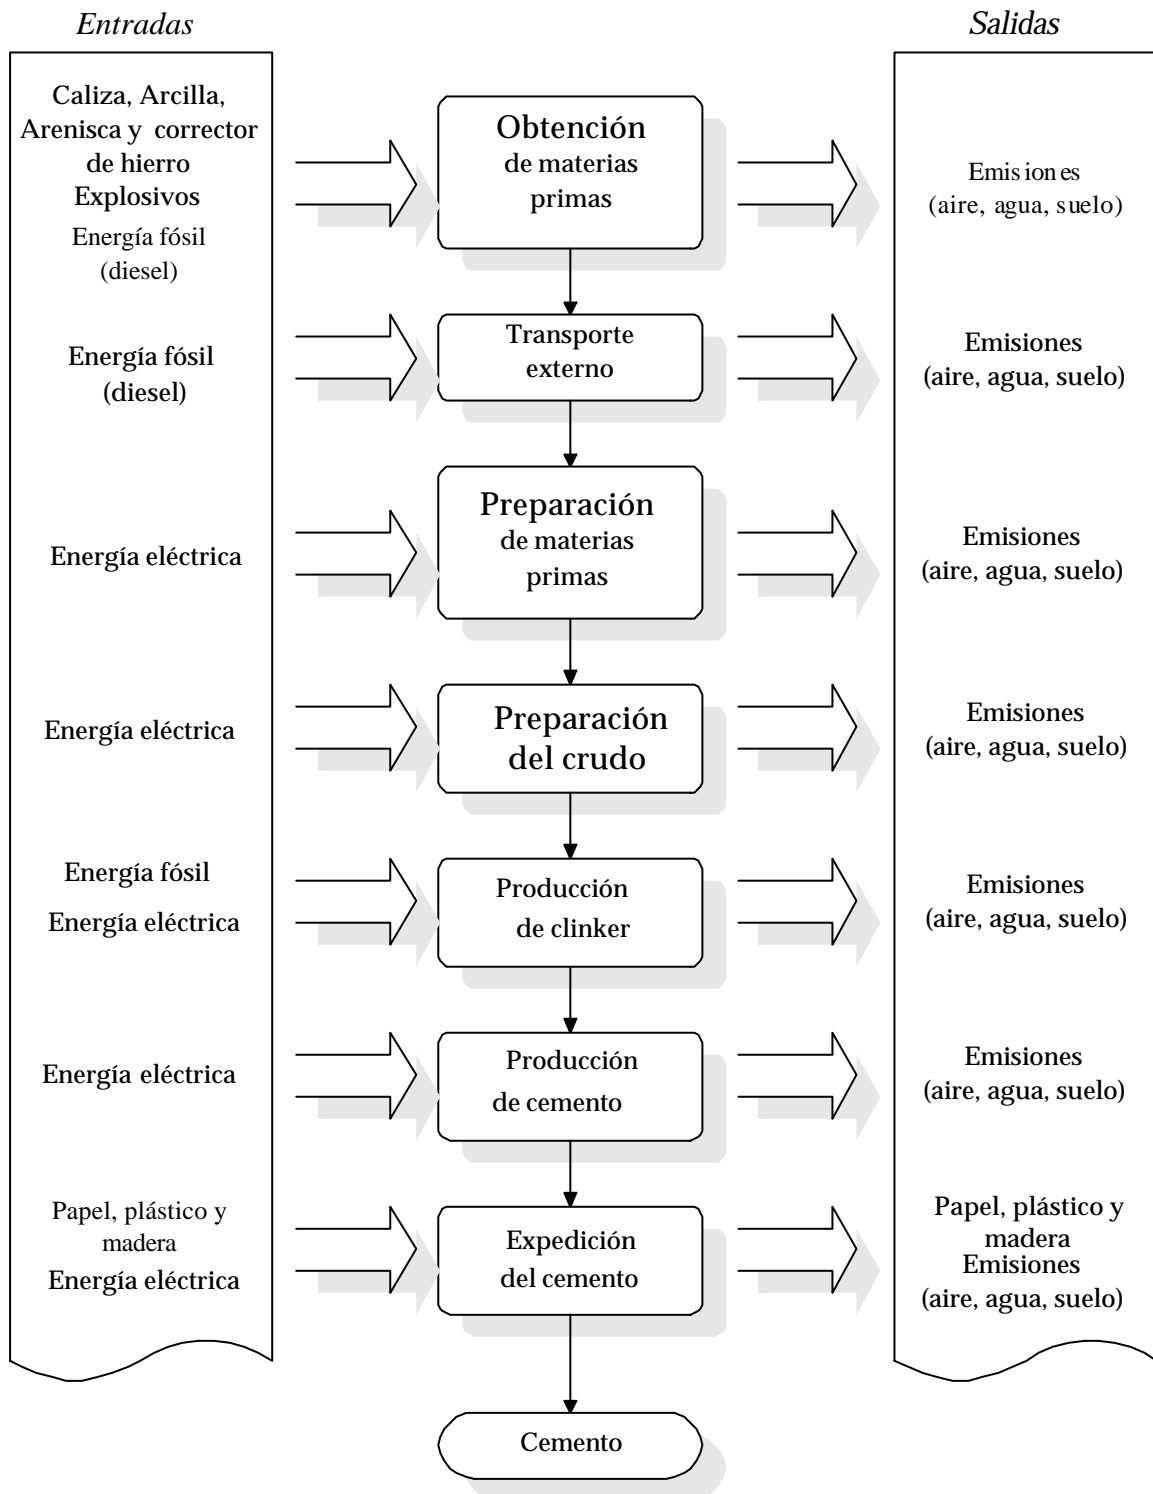 Entradas
Salidas
Caliza, Arcilla,
Arenisca y corrector
de hierro
Explosivos
Energía fósil
(diesel)
Obtención
de materias
primas
Emisiones
(aire, agua, suelo)
Energía fósil
(diesel)
Transporte
externo
Emisiones
(aire, agua, suelo)
Energía eléctrica
Preparación
de materias
primas
Emisiones
(aire, agua, suelo)
Energía eléctrica
Preparación
del crudo
Emisiones
(aire, agua, suelo)
Energía fósil
Energía eléctrica
Producción
de clinker
Emisiones
(aire, agua, suelo)
Energía eléctrica
Producción
de cemento
Emisiones
(aire, agua, suelo)
Papel, plástico y
madera
Energía eléctrica
Expedición
del cemento
Papel, plástico y
madera
Emisiones
(aire, agua, suelo)
Cemento